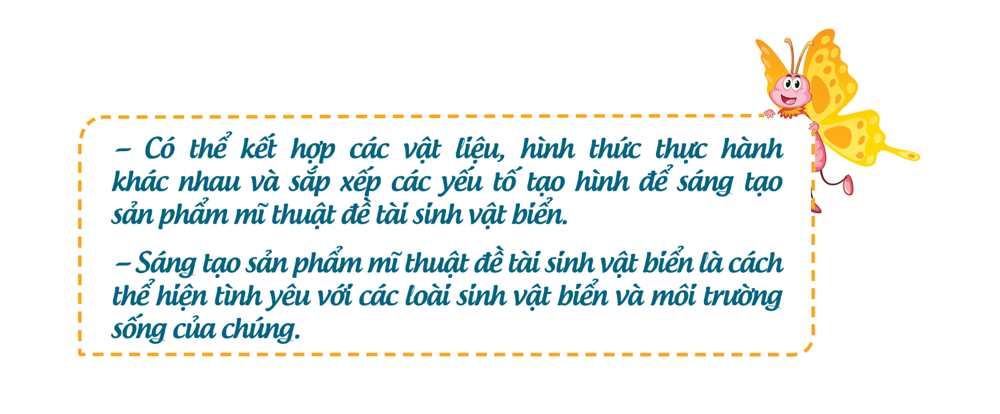 – Có thể kết hợp các vật liệu, hình thức thực hành
khác nhau và sắp xếp các yếu tố tạo hình để sáng tạo
sản phẩm mĩ thuật đề tài sinh vật biển.
– Sáng tạo sản phẩm mĩ thuật đề tài sinh vật biển là cách
thể hiện tình yêu với các loài sinh vật biển và môi trường
sống của chúng.